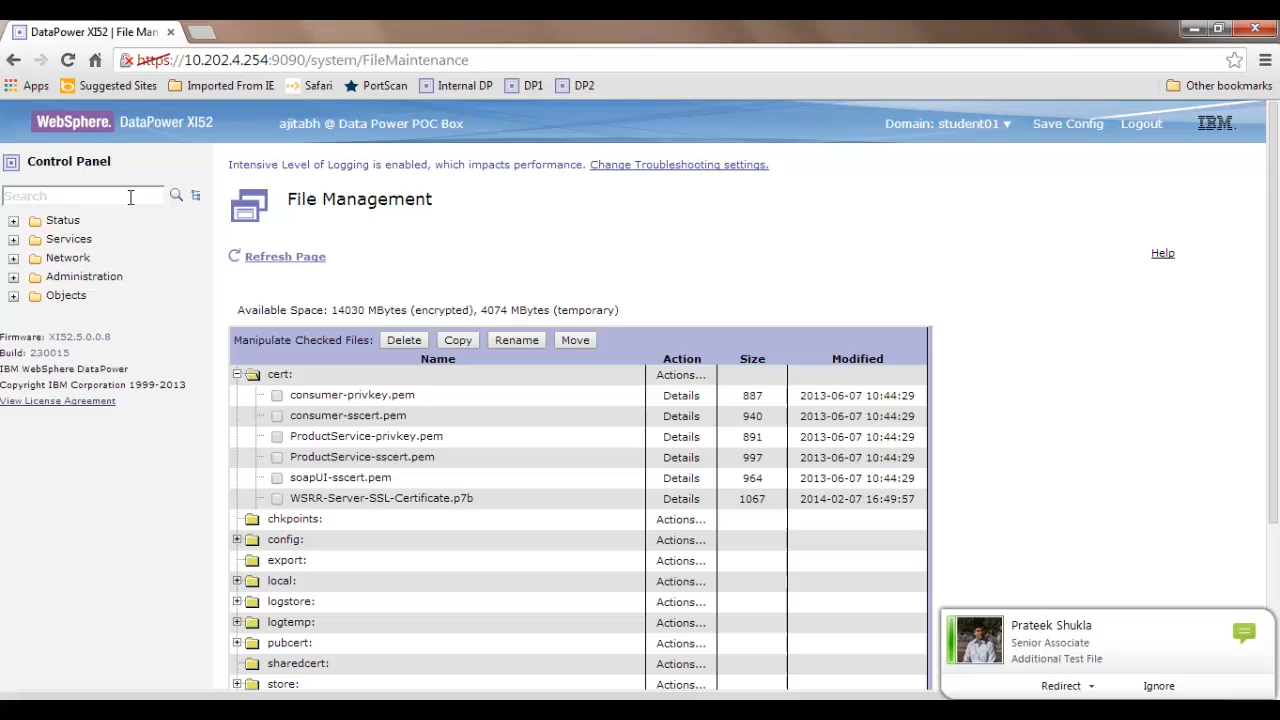 DataPower XI52 | File Man
https://10.202.4.254:9090/system/FileMaintenance
Apps Suggested Sites Imported From IE Safari PortScan Internal DP DP1 DP2 Other bookmarks
WebSphere. DataPower XI52 ajitabh @ Data Power POC Box Domain: student01 Save Config Logout IBM.
Control Panel
Search
Status
Services
Network
Administration
Objects
Firmware: XI52.5.0.0.8
Build: 230015
IBM WebSphere DataPower
Copyright IBM Corporation 1999-2013
View License Agreement
Intensive Level of Logging is enabled, which impacts performance. Change Troubleshooting settings.
File Management
Refresh Page
Help
Available Space: 14030 MBytes (encrypted), 4074 MBytes (temporary)
Manipulate Checked Files: Delete Copy Rename Move
Name Action Size Modified
cert: Actions...
consumer-privkey.pem Details 887 2013-06-07 10:44:29
consumer-sscert.pem Details 940 2013-06-07 10:44:29
ProductService-privkey.pem Details 891 2013-06-07 10:44:29
ProductService-sscert.pem Details 997 2013-06-07 10:44:29
soapUI-sscert.pem Details 964 2013-06-07 10:44:29
WSRR-Server-SSL-Certificate.p7b Details 1067 2014-02-07 16:49:57
chkpoints: Actions...
config: Actions...
export: Actions...
local: Actions...
logstore: Actions...
logtemp: Actions...
pubcert: Actions...
sharedcert: Actions...
store: Actions...
Prateek Shukla
Senior Associate
Additional Test File
Redirect Ignore